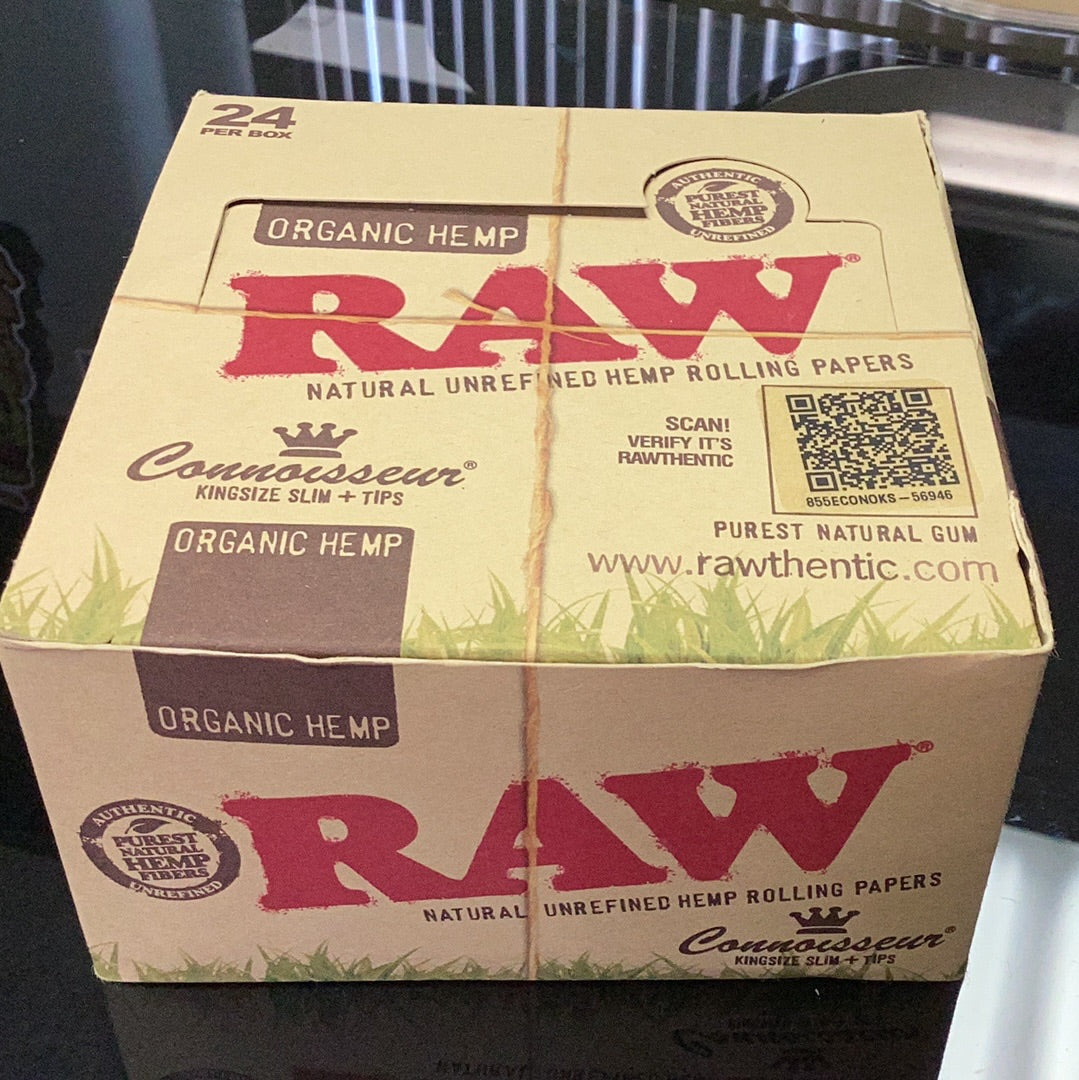 24
PER BOX
AUTHENTIC
PUREST
NATURAL
HEMP
FIBERS
UNREFINED
ORGANIC HEMP
RAW®
NATURAL UNREFINED HEMP ROLLING PAPERS
SCAN!
VERIFY IT'S
RAWTHENTIC
855ECONOKS-56946
Connoisseur®
KINGSIZE SLIM + TIPS
PUREST NATURAL GUM
www.rawthentic.com
ORGANIC HEMP
ORGANIC HEMP
RAW®
AUTHENTIC
PUREST
NATURAL
HEMP
FIBERS
UNREFINED
NATURAL UNREFINED HEMP ROLLING PAPERS
Connoisseur®
KINGSIZE SLIM + TIPS